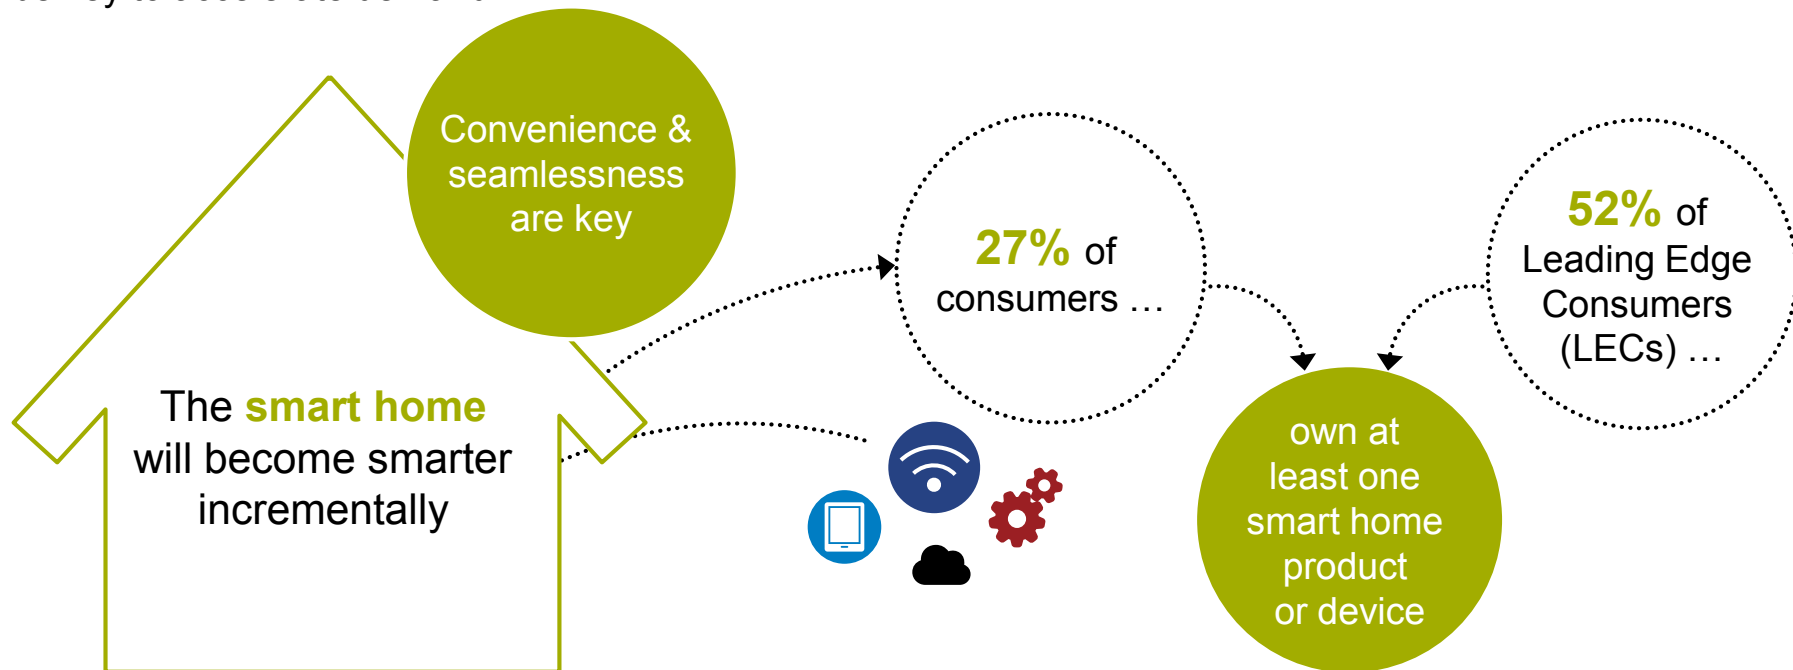 Convenience &
seamlessness
are key
The smart home
will become smarter
incrementally
27% of
consumers …
52% of
Leading Edge
Consumers
(LECs) …
own at
least one
smart home
product
or device